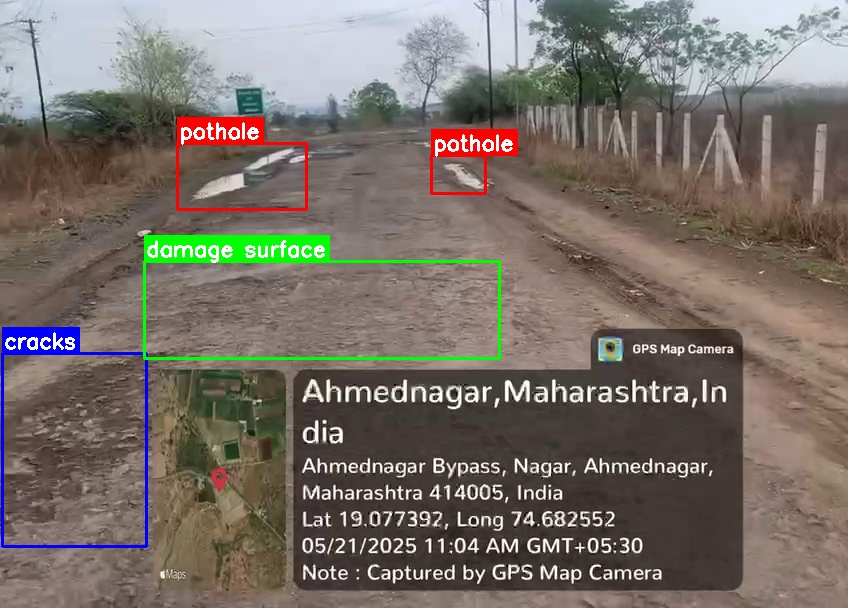 pothole
pothole
damage surface
cracks
GPS Map Camera
Ahmednagar,Maharashtra,In
dia
Ahmednagar Bypass, Nagar, Ahmednagar,
Maharashtra 414005, India
Lat 19.077392, Long 74.682552
05/21/2025 11:04 AM GMT+05:30
Note : Captured by GPS Map Camera
Maps